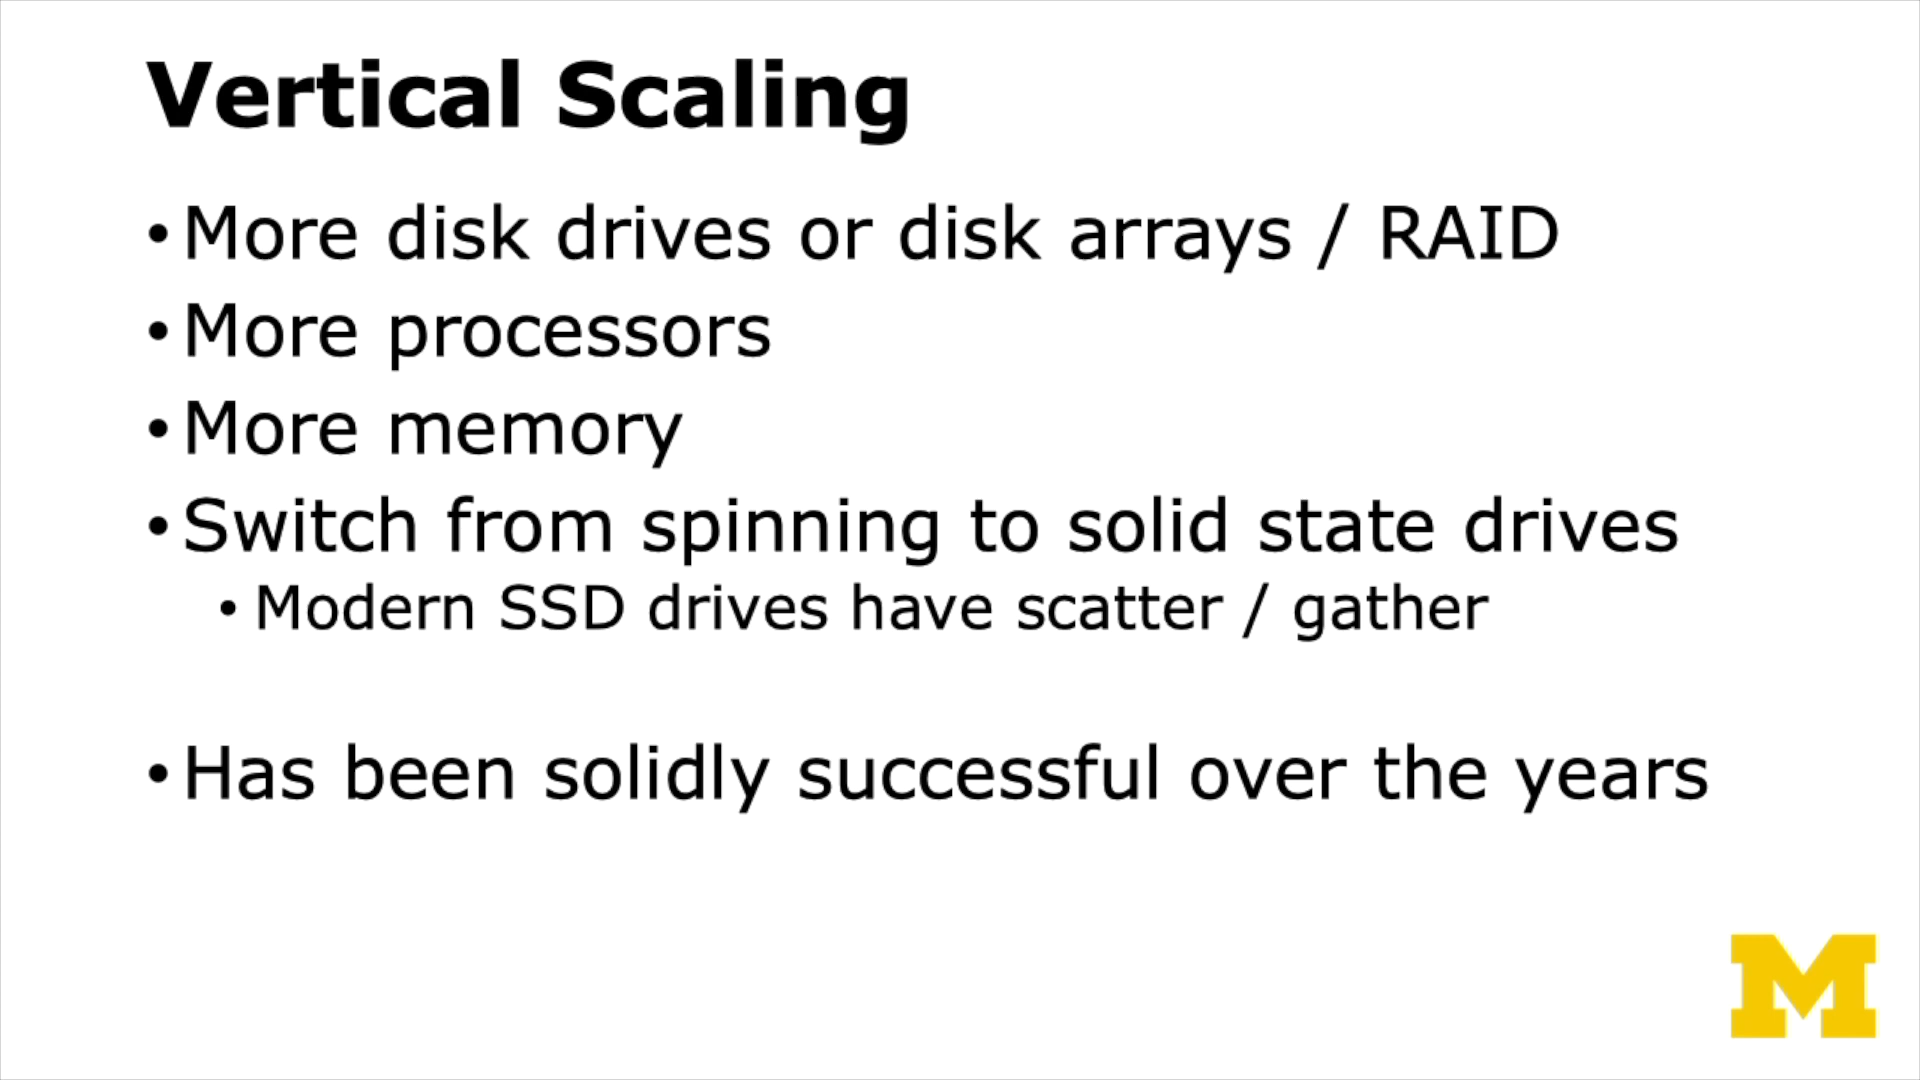 Vertical Scaling
• More disk drives or disk arrays / RAID
• More processors
• More memory
• Switch from spinning to solid state drives
• Modern SSD drives have scatter / gather
• Has been solidly successful over the years
M